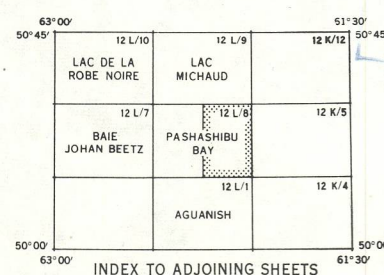 63°00′ 61°30′
50°45′ 50°45′
12 L/10 12 L/9 12 K/12
LAC DE LA
ROBE NOIRE
LAC
MICHAUD
12 L/7 12 L/8 12 K/5
BAIE
JOHAN BEETZ
PASHASHIBU
BAY
12 L/1 12 K/4
AGUANISH
50°00′ 50°00′
63°00′ 61°30′
INDEX TO ADJOINING SHEETS